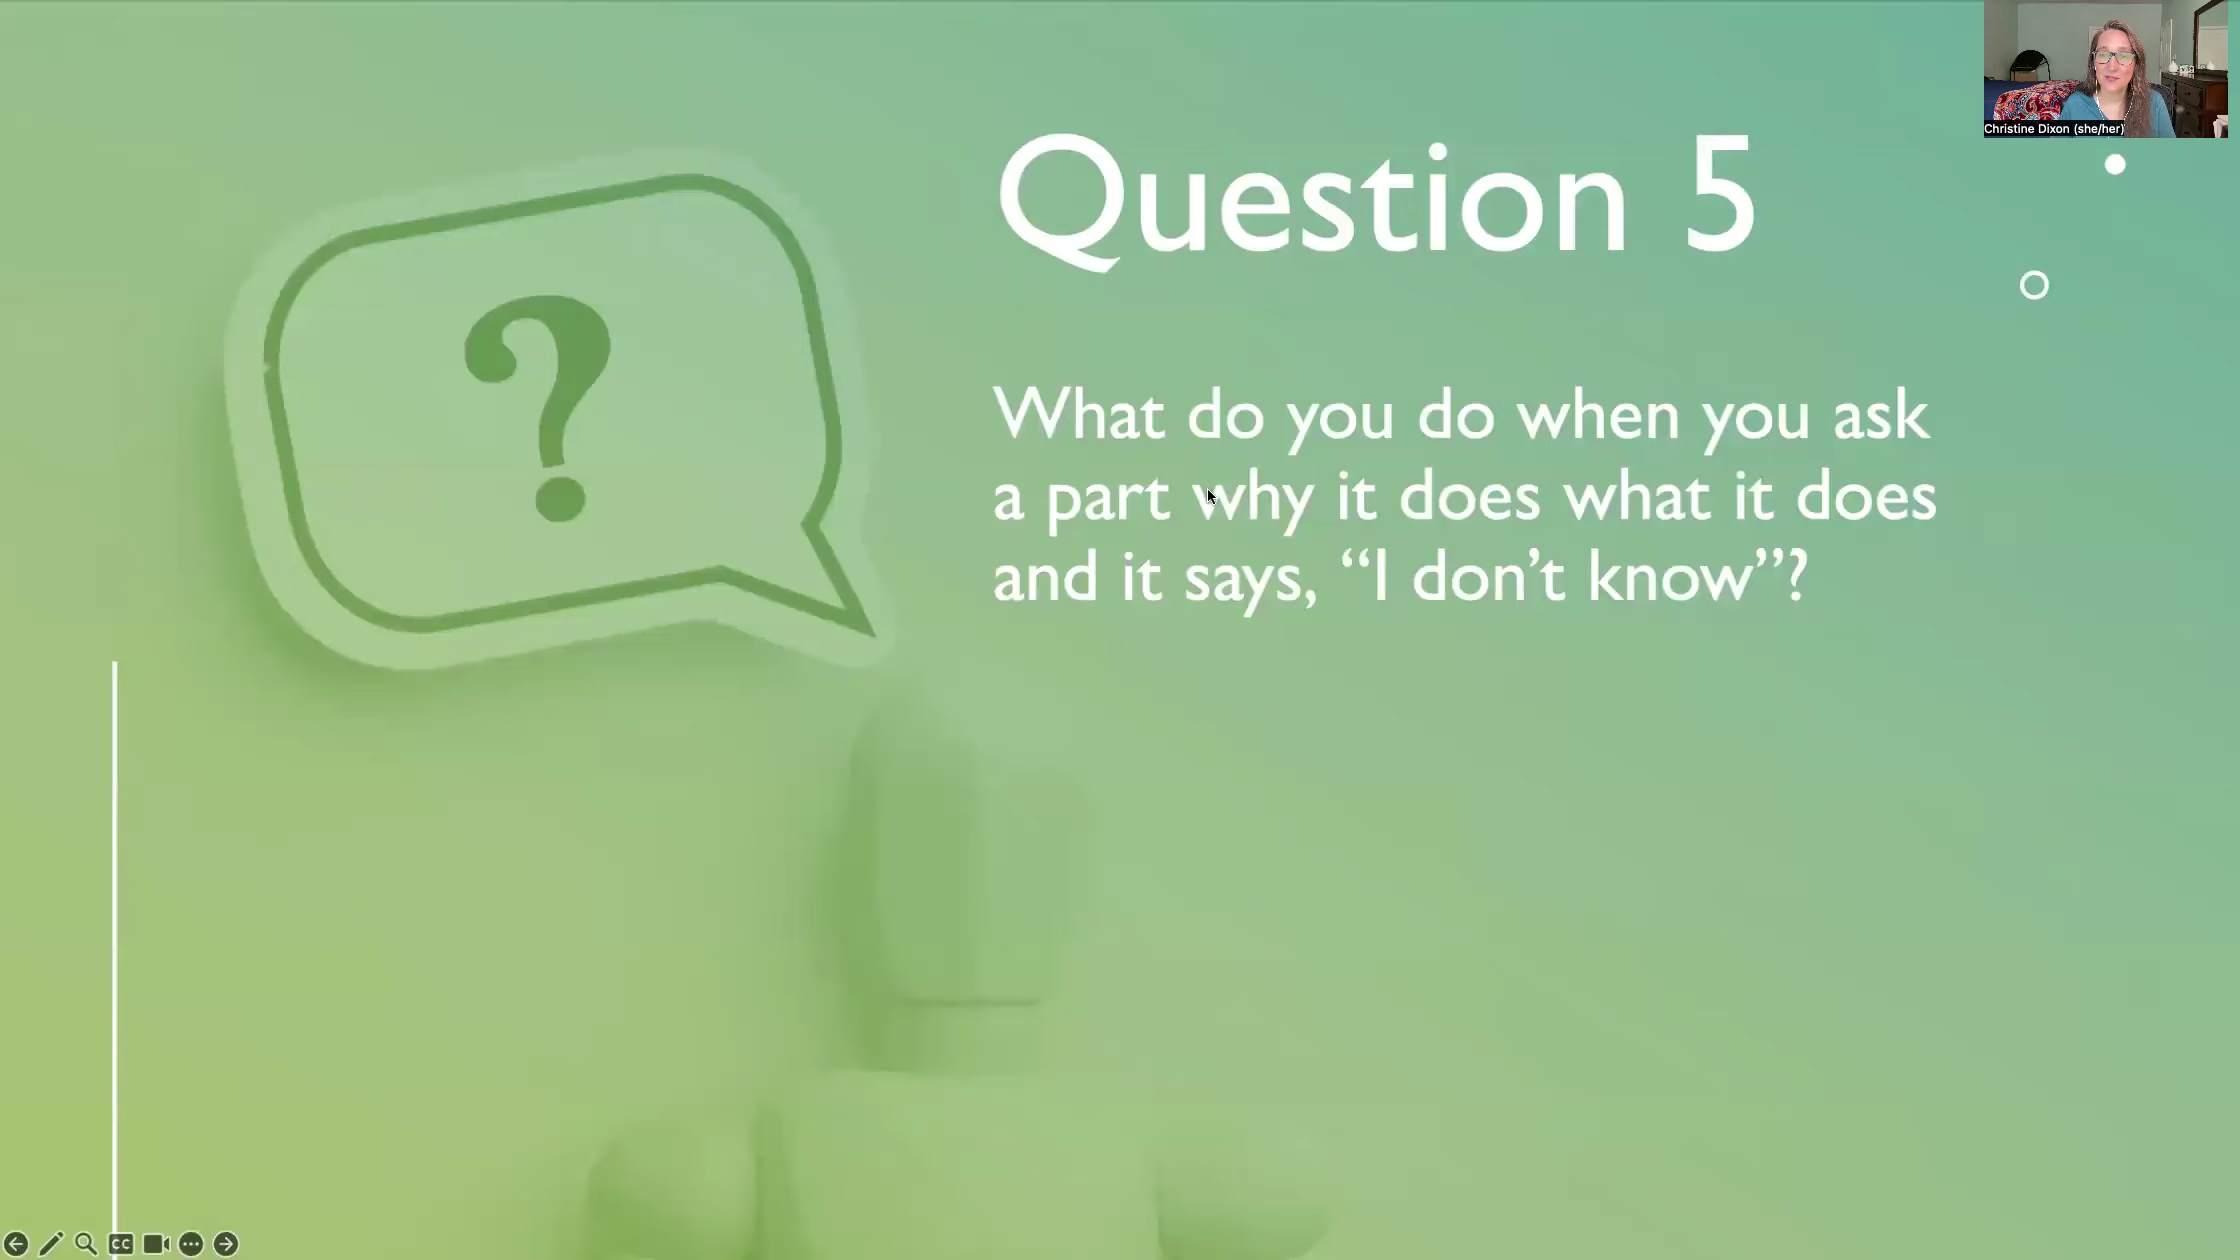 Christine Dixon (she/her)
Question 5
?
What do you do when you ask
a part why it does what it does
and it says, “I don’t know”?
CC